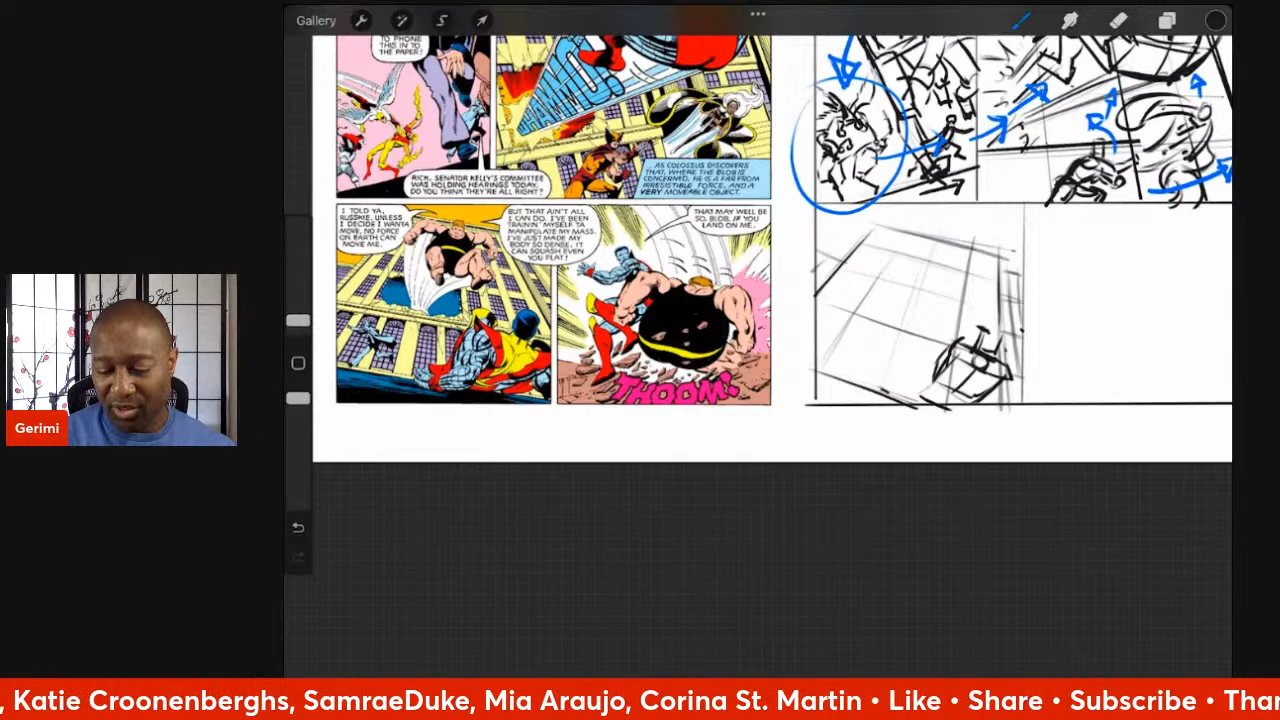 Gallery
TO PHONE
THIS IN TO
THE PAPER!
WHAMMO!
RICK, SENATOR KELLY'S COMMITTEE
WAS HOLDING HEARINGS TODAY.
DO YOU THINK THEY'RE ALL RIGHT?
AS COLOSSUS DISCOVERS
THAT, WHERE THE BLOB IS
CONCERNED, HE IS A FAR FROM
IRRESISTIBLE FORCE, AND A
VERY MOVEABLE OBJECT.
I TOLD YA,
RUSSKIE, UNLESS
I DECIDE I WANTA
MOVE, NO FORCE
ON EARTH CAN
MOVE ME.
BUT THAT AIN'T ALL
I CAN DO. I'VE BEEN
TRAININ' MYSELF TA
MANIPULATE MY MASS.
I'VE JUST MADE MY
BODY SO DENSE, IT
CAN SQUASH EVEN
YOU FLAT!
THAT MAY WELL BE
SO, BLOB, IF YOU
LAND ON ME.
THOOM!
Gerimi
, Katie Croonenberghs, SamraeDuke, Mia Araujo, Corina St. Martin • Like • Share • Subscribe • Than